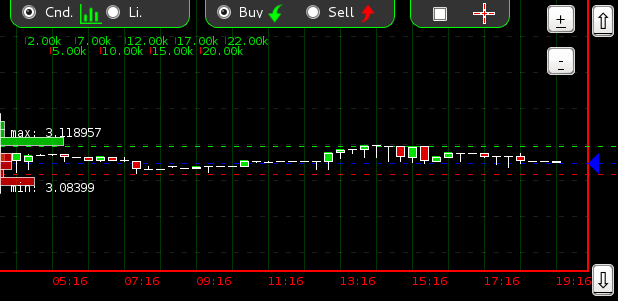 Cnd. Li. Buy Sell
2.00k 7.00k 12.00k 17.00k 22.00k
5.00k 10.00k 15.00k 20.00k
+
-
max: 3.118957
min: 3.08399
05:16 07:16 09:16 11:16 13:16 15:16 17:16 19:16